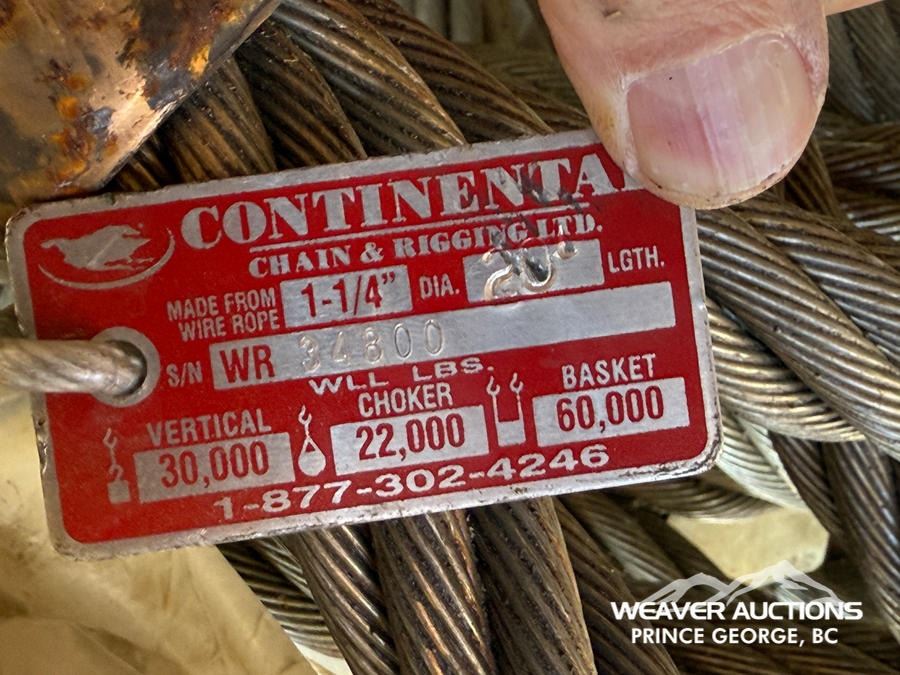 CONTINENTAL
CHAIN & RIGGING LTD.
MADE FROM WIRE ROPE 1-1/4" DIA. 20' LGTH.
S/N WR 34800
WLL LBS.
VERTICAL 30,000
CHOKER 22,000
BASKET 60,000
1-877-302-4246
WEAVER AUCTIONS
PRINCE GEORGE, BC